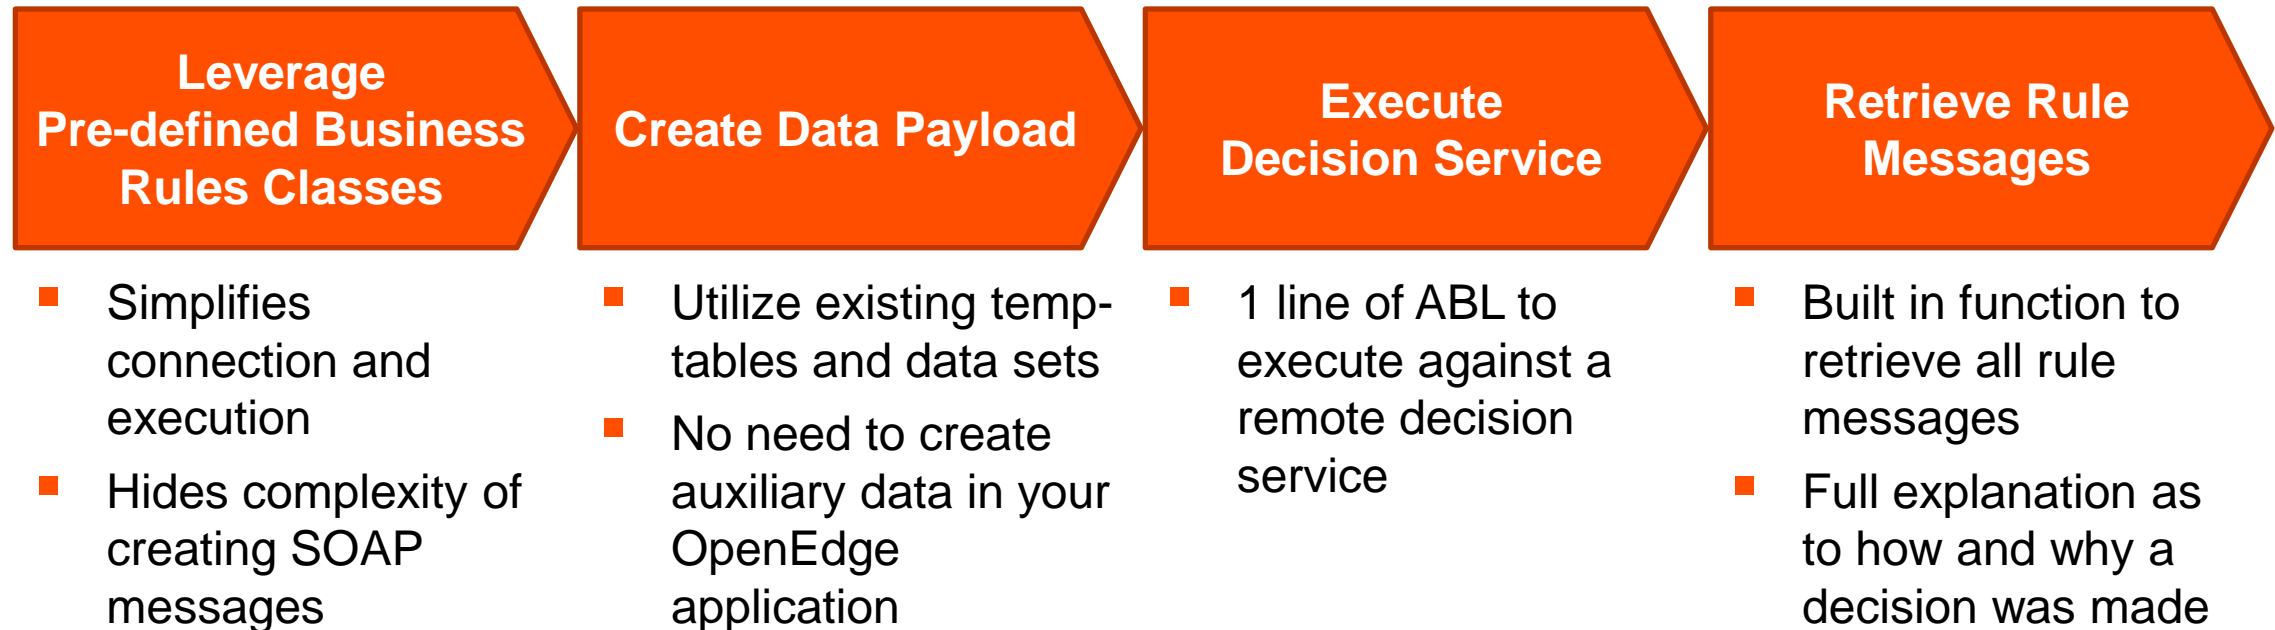 Leverage
Pre-defined Business
Rules Classes
Simplifies
connection and
execution
Hides complexity of
creating SOAP
messages
Create Data Payload
Utilize existing temp-
tables and data sets
No need to create
auxiliary data in your
OpenEdge
application
Execute
Decision Service
1 line of ABL to
execute against a
remote decision
service
Retrieve Rule
Messages
Built in function to
retrieve all rule
messages
Full explanation as
to how and why a
decision was made